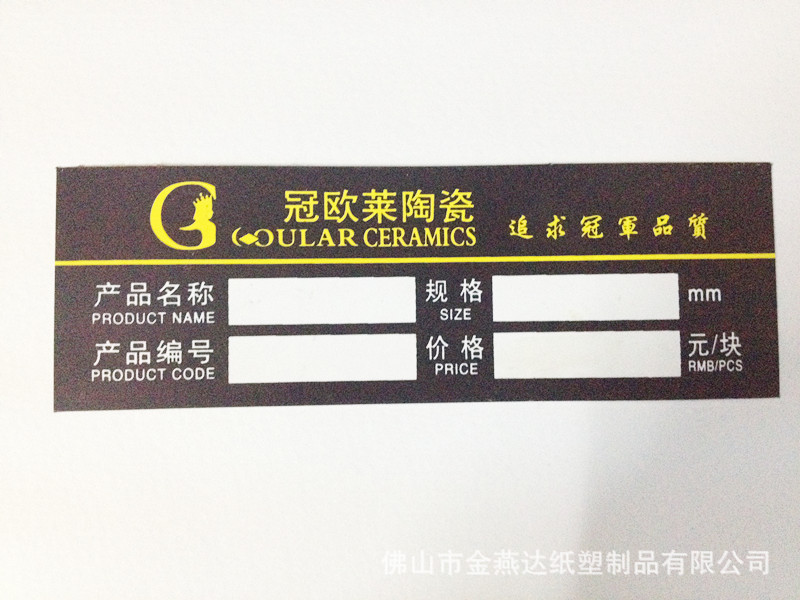 冠欧莱陶瓷
GOULAR CERAMICS
追求冠軍品質
产品名称 规格 mm
PRODUCT NAME SIZE
产品编号 价格 元/块
PRODUCT CODE PRICE RMB/PCS
佛山市金燕达纸塑制品有限公司